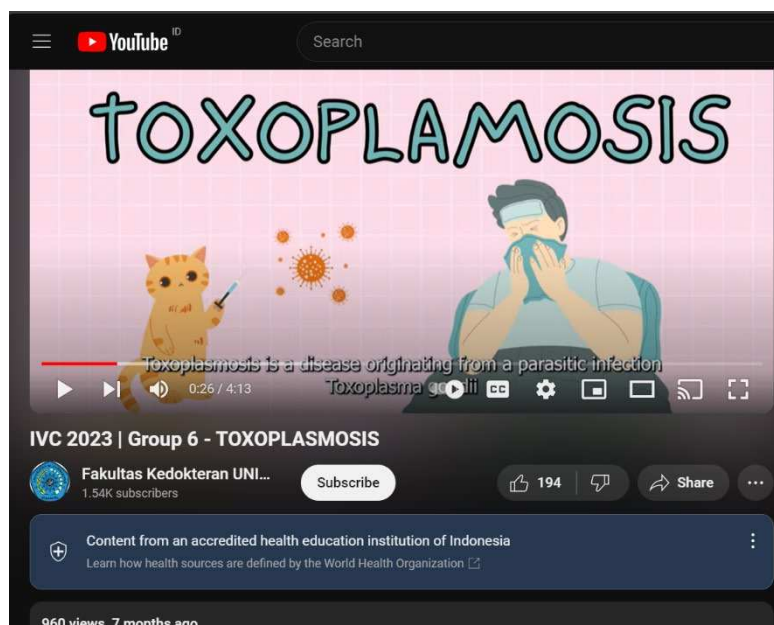 YouTube ID
Search
TOXOPLAMOSIS
Toxoplasmosis is a disease originating from a parasitic infection
Toxoplasma gondii
0:26 / 4:13
CC
IVC 2023 | Group 6 - TOXOPLASMOSIS
Fakultas Kedokteran UNI...
1.54K subscribers
Subscribe
194
Share
Content from an accredited health education institution of Indonesia
Learn how health sources are defined by the World Health Organization
960 views 7 months ago